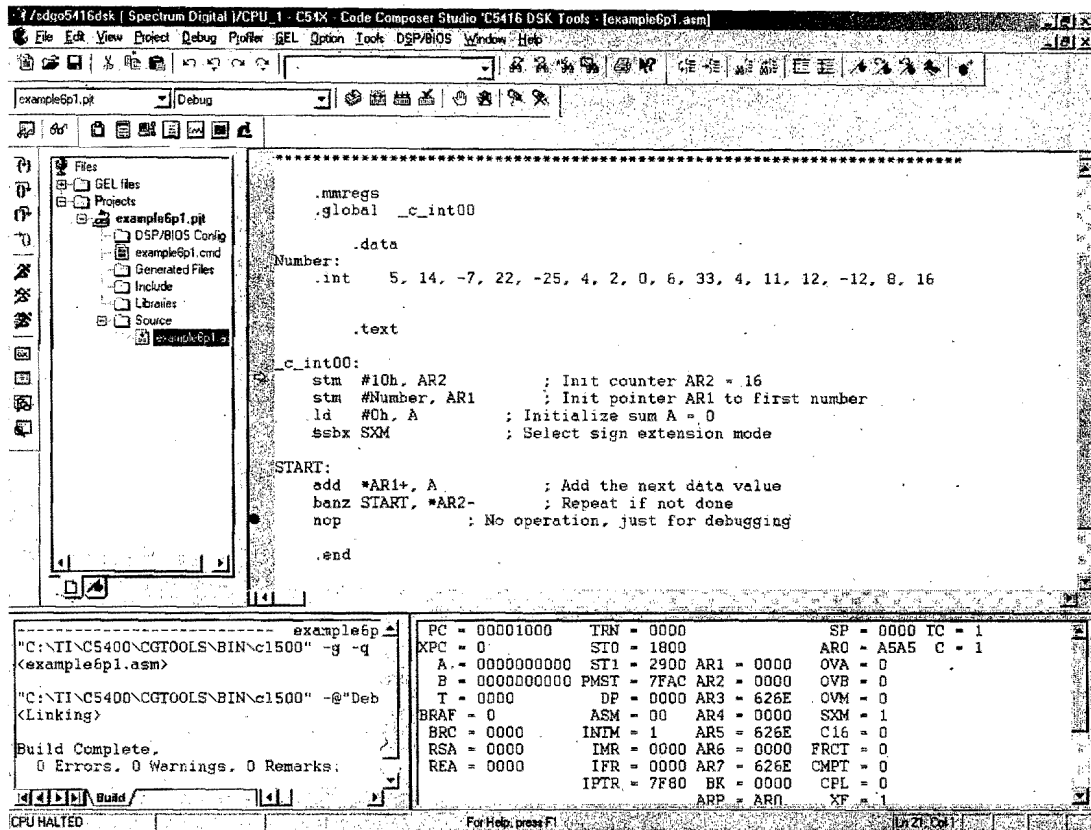 /sdgo5416dsk [ Spectrum Digital ]/CPU_1 - C54X - Code Composer Studio 'C5416 DSK Tools - [example6p1.asm]
File Edit View Project Debug Profiler GEL Option Tools DSP/BIOS Window Help
example6p1.pjt Debug
Files
GEL files
Projects
example6p1.pjt
DSP/BIOS Config
example6p1.cmd
Generated Files
Include
Libraries
Source
example6p1.a
******************************************************************************
.mmregs
.global _c_int00
.data
Number:
.int 5, 14, -7, 22, -25, 4, 2, 0, 6, 33, 4, 11, 12, -12, 8, 16
.text
_c_int00:
stm #10h, AR2 ; Init counter AR2 = 16
stm #Number, AR1 ; Init pointer AR1 to first number
ld #0h, A ; Initialize sum A = 0
ssbx SXM ; Select sign extension mode
START:
add *AR1+, A ; Add the next data value
banz START, *AR2- ; Repeat if not done
nop ; No operation, just for debugging
.end
---------------------------- example6p
"C:\TI\C5400\CGTOOLS\BIN\cl500" -g -q
<example6p1.asm>
"C:\TI\C5400\CGTOOLS\BIN\cl500" -@"Deb
<Linking>
Build Complete,
0 Errors, 0 Warnings, 0 Remarks.
Build
PC = 00001000 TRN = 0000 SP = 0000 TC = 1
XPC = 0 ST0 = 1800 AR0 = A5A5 C = 1
A = 0000000000 ST1 = 2900 AR1 = 0000 OVA = 0
B = 0000000000 PMST = 7FAC AR2 = 0000 OVB = 0
T = 0000 DP = 0000 AR3 = 626E OVM = 0
BRAF = 0 ASM = 00 AR4 = 0000 SXM = 1
BRC = 0000 INTM = 1 AR5 = 626E C16 = 0
RSA = 0000 IMR = 0000 AR6 = 0000 FRCT = 0
REA = 0000 IFR = 0000 AR7 = 626E CMPT = 0
IPTR = 7F80 BK = 0000 CPL = 0
ARP = AR0 XF = 1
CPU HALTED For Help, press F1 Ln 21, Col 1